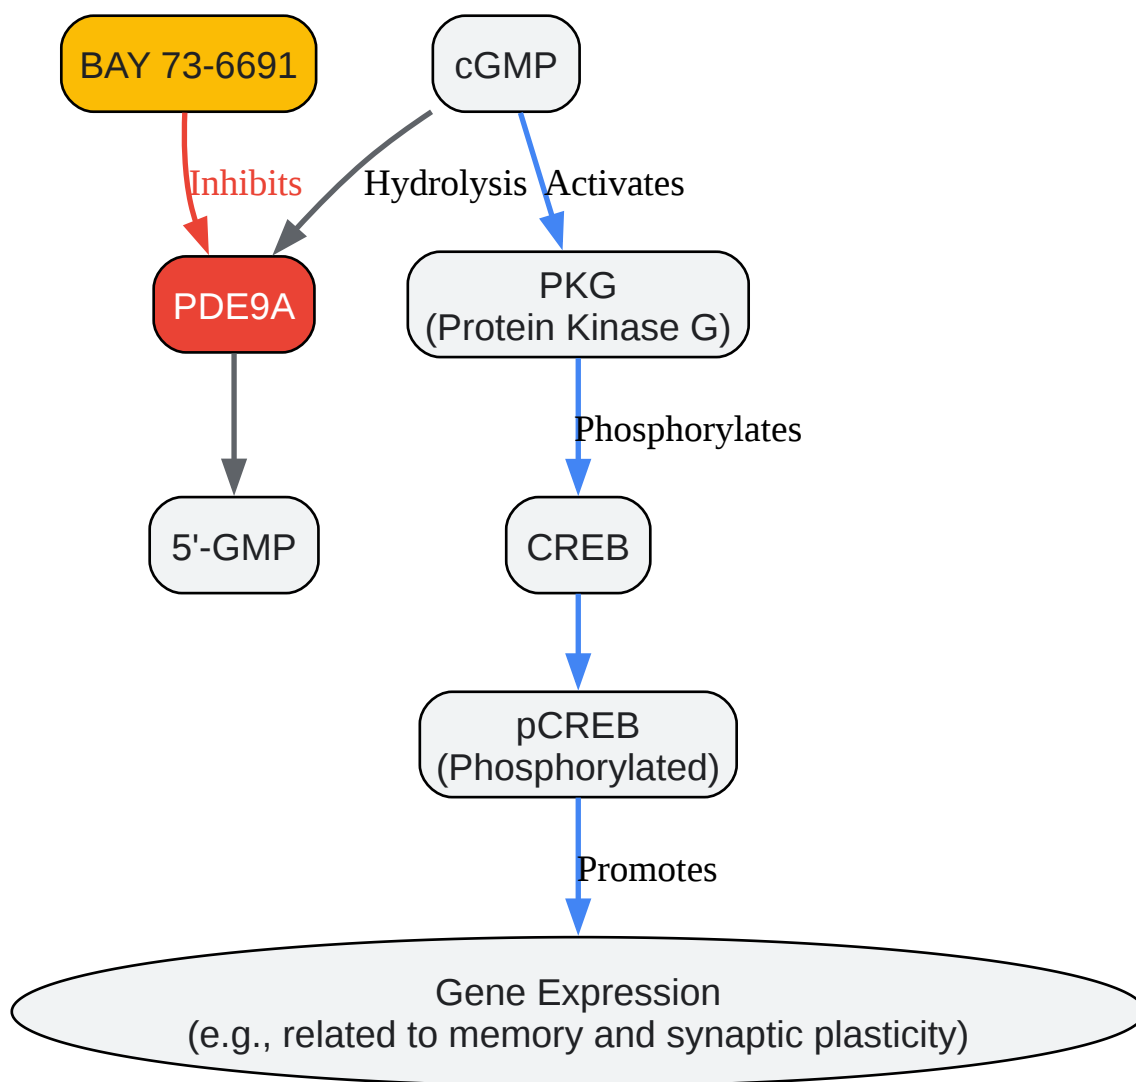 BAY 73-6691
cGMP
Inhibits
Hydrolysis
Activates
PDE9A
PKG
(Protein Kinase G)
Phosphorylates
5'-GMP
CREB
pCREB
(Phosphorylated)
Promotes
Gene Expression
(e.g., related to memory and synaptic plasticity)